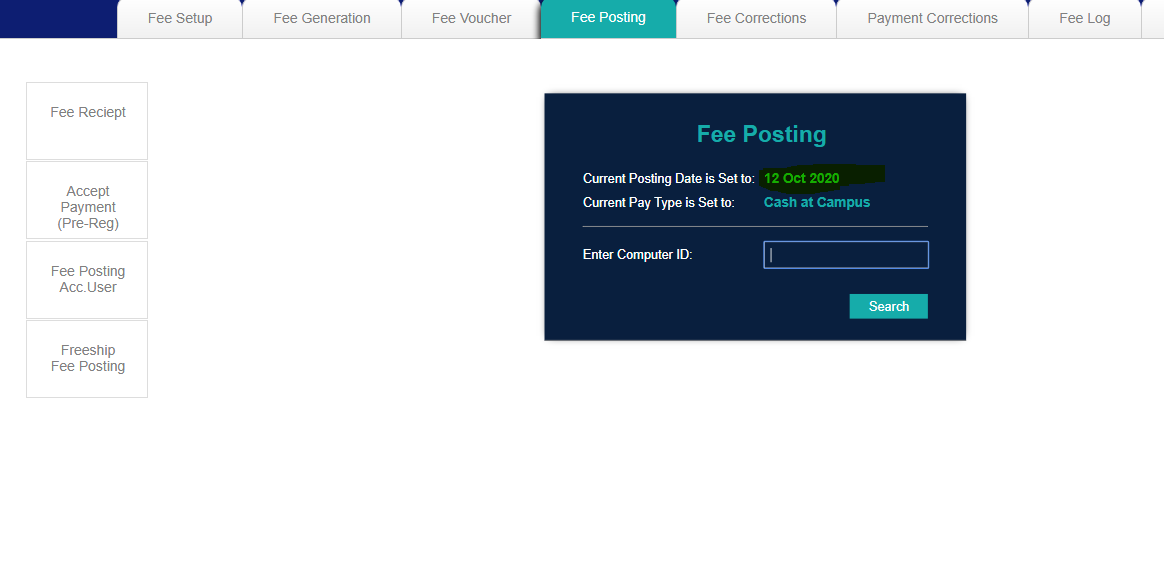 Fee Setup
Fee Generation
Fee Voucher
Fee Posting
Fee Corrections
Payment Corrections
Fee Log
Fee Reciept
Accept
Payment
(Pre-Reg)
Fee Posting
Acc.User
Freeship
Fee Posting
Fee Posting
Current Posting Date is Set to: 12 Oct 2020
Current Pay Type is Set to: Cash at Campus
Enter Computer ID:
Search